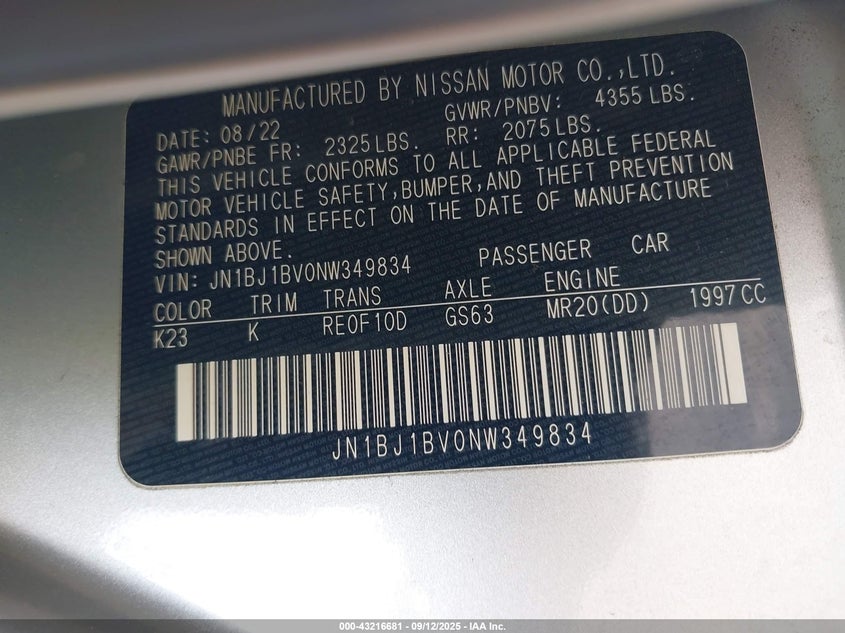 MANUFACTURED BY NISSAN MOTOR CO.,LTD.
DATE: 08/22 GVWR/PNBV: 4355 LBS.
GAWR/PNBE FR: 2325 LBS. RR: 2075 LBS.
THIS VEHICLE CONFORMS TO ALL APPLICABLE FEDERAL
MOTOR VEHICLE SAFETY,BUMPER,AND THEFT PREVENTION
STANDARDS IN EFFECT ON THE DATE OF MANUFACTURE
SHOWN ABOVE.
VIN: JN1BJ1BV0NW349834 PASSENGER CAR
COLOR TRIM TRANS AXLE ENGINE
K23 K RE0F10D GS63 MR20(DD) 1997 CC
JN1BJ1BV0NW349834
000-43216681 - 09/12/2025 - IAA Inc.